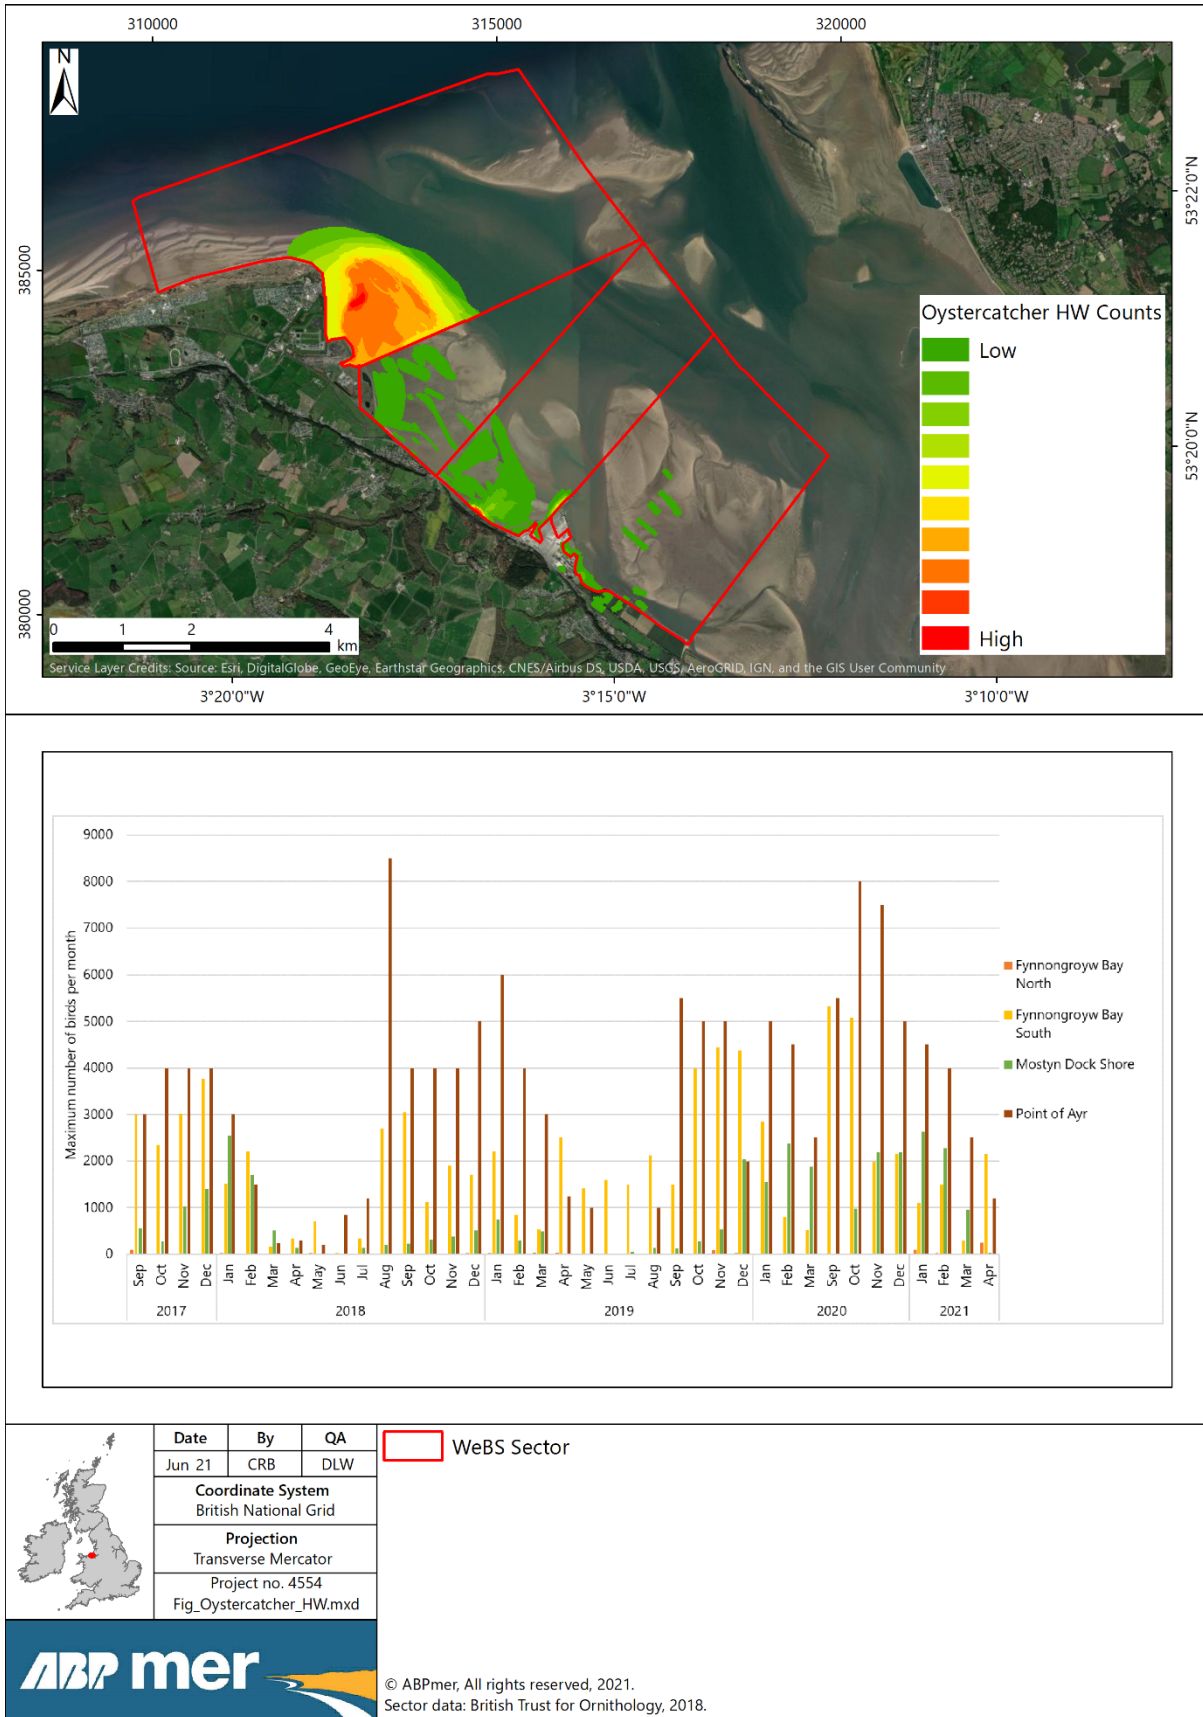 310000 315000 320000
N
385000
380000
53°22'0"N
53°20'0"N
Oystercatcher HW Counts
Low
High
0 1 2 4
km
Service Layer Credits: Source: Esri, DigitalGlobe, GeoEye, Earthstar Geographics, CNES/Airbus DS, USDA, USGS, AeroGRID, IGN, and the GIS User Community
3°20'0"W 3°15'0"W 3°10'0"W
Maximum number of birds per month
9000
8000
7000
6000
5000
4000
3000
2000
1000
0
Sep Oct Nov Dec Jan Feb Mar Apr May Jun Jul Aug Sep Oct Nov Dec Jan Feb Mar Apr May Jun Jul Aug Sep Oct Nov Dec Jan Feb Mar Sep Oct Nov Dec Jan Feb Mar Apr
2017 2018 2019 2020 2021
Fynnongroyw Bay
North
Fynnongroyw Bay
South
Mostyn Dock Shore
Point of Ayr
Date By QA
Jun 21 CRB DLW
Coordinate System
British National Grid
Projection
Transverse Mercator
Project no. 4554
Fig_Oystercatcher_HW.mxd
ABP mer
WeBS Sector
© ABPmer, All rights reserved, 2021.
Sector data: British Trust for Ornithology, 2018.